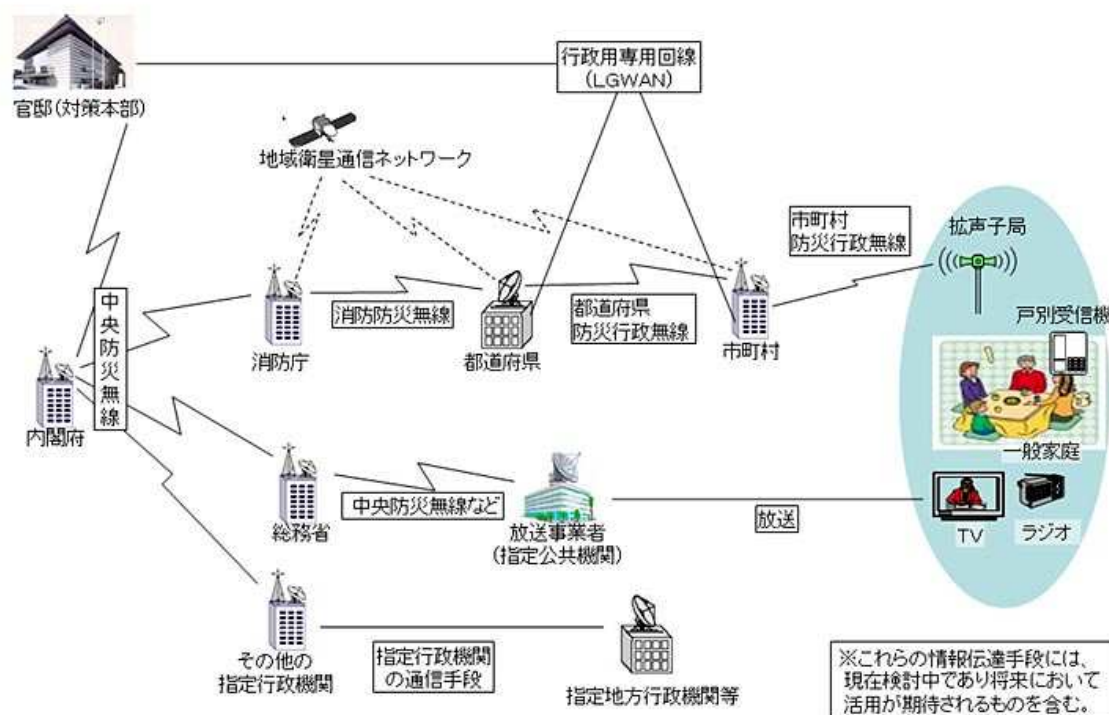 行政用専用回線
(LGWAN)
官邸(対策本部)
地域衛星通信ネットワーク
市町村
防災行政無線
拡声子局
中央防災無線
消防防災無線
都道府県
防災行政無線
消防庁
都道府県
市町村
戸別受信機
内閣府
一般家庭
中央防災無線など
放送
総務省
放送事業者
(指定公共機関)
TV
ラジオ
その他の
指定行政機関
指定行政機関
の通信手段
指定地方行政機関等
※これらの情報伝達手段には、
現在検討中であり将来において
活用が期待されるものを含む。